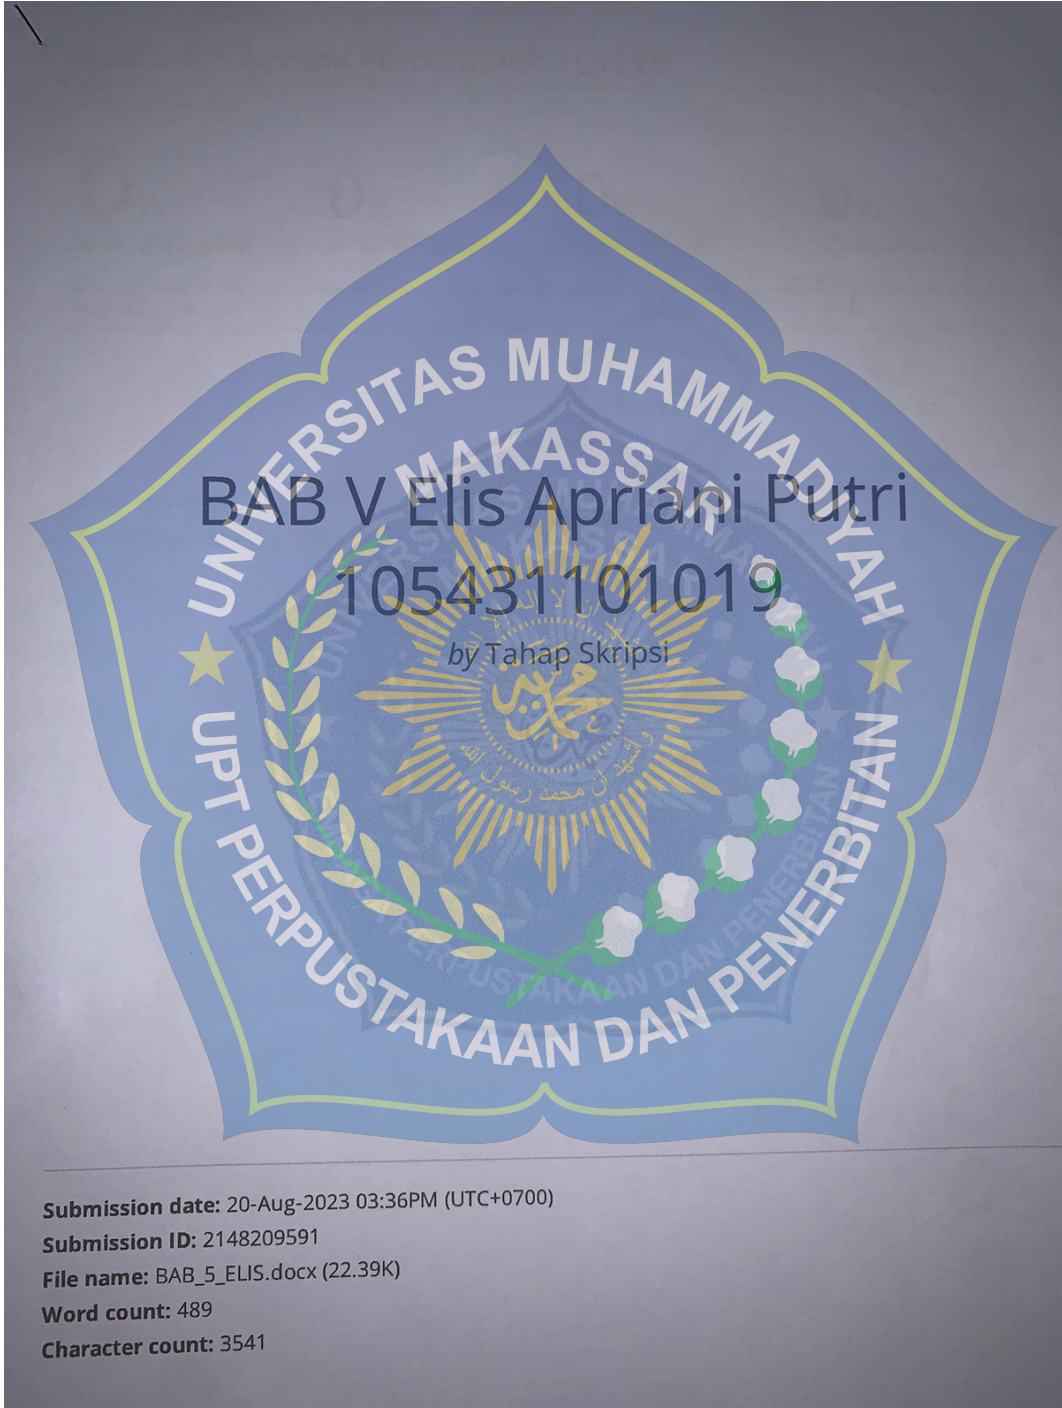 UNIVERSITAS MUHAMMADIYAH
MAKASSAR
BAB V Elis Apriani Putri
105431101019
by Tahap Skripsi
UPT PERPUSTAKAAN DAN PENERBITAN
Submission date: 20-Aug-2023 03:36PM (UTC+0700)
Submission ID: 2148209591
File name: BAB_5_ELIS.docx (22.39K)
Word count: 489
Character count: 3541